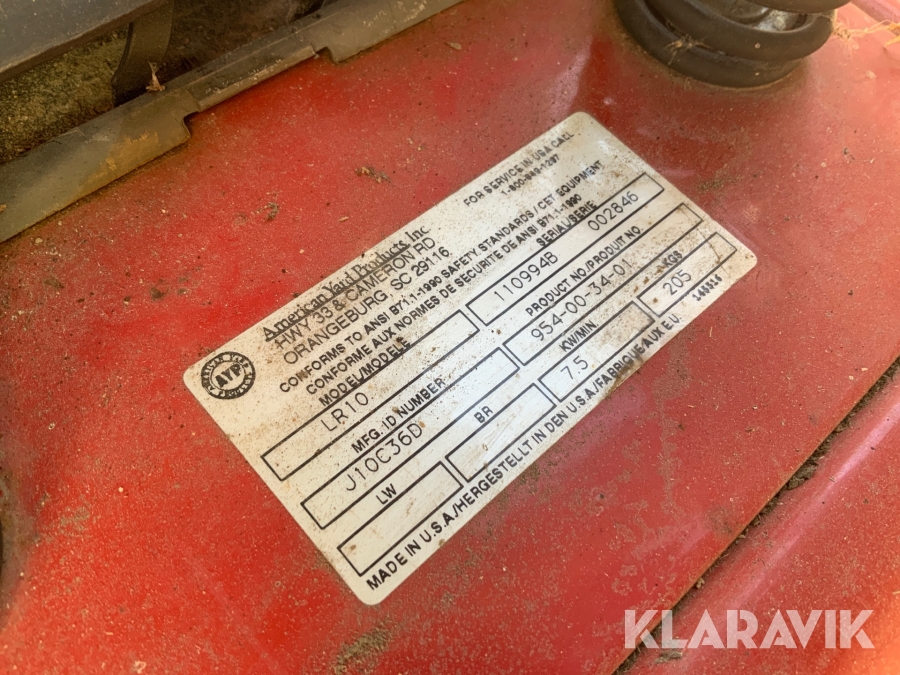 American Yard Products Inc
HWY 33 & CAMERON RD
ORANGEBURG, SC 29116
FOR SERVICE IN USA CALL
CONFORMS TO ANSI B71.1-1990 SAFETY STANDARDS / CET EQUIPMENT
CONFORME AUX NORMES DE SÉCURITÉ DE ANSI B71.1-1990
MODEL/MODÈLE SERIAL/SERIE
LR10 110994B 002846
MFG. ID NUMBER PRODUCT NO/PRODUIT NO
J10C36D 954-00-34-01
LW BR KW/MIN KGS
7.5 205
MADE IN U.S.A./HERGESTELLT IN DEN U.S.A/FABRIQUE AUX E.U.
AYP
KLARAVIK